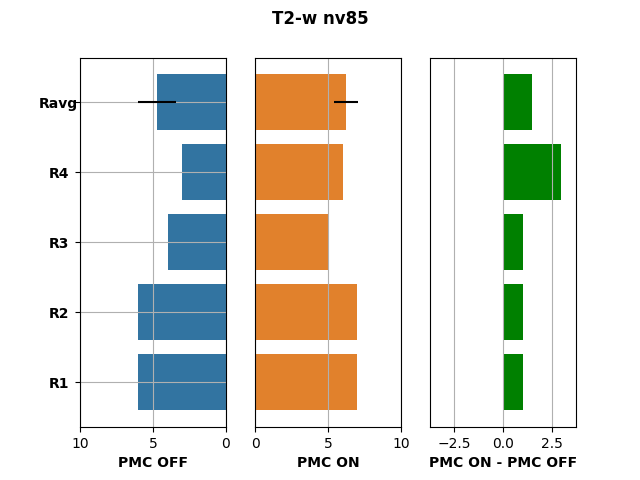 T2-w nv85
Ravg
R4
R3
R2
R1
10 5 0
0 5 10
−2.5 0.0 2.5
PMC OFF
PMC ON
PMC ON - PMC OFF